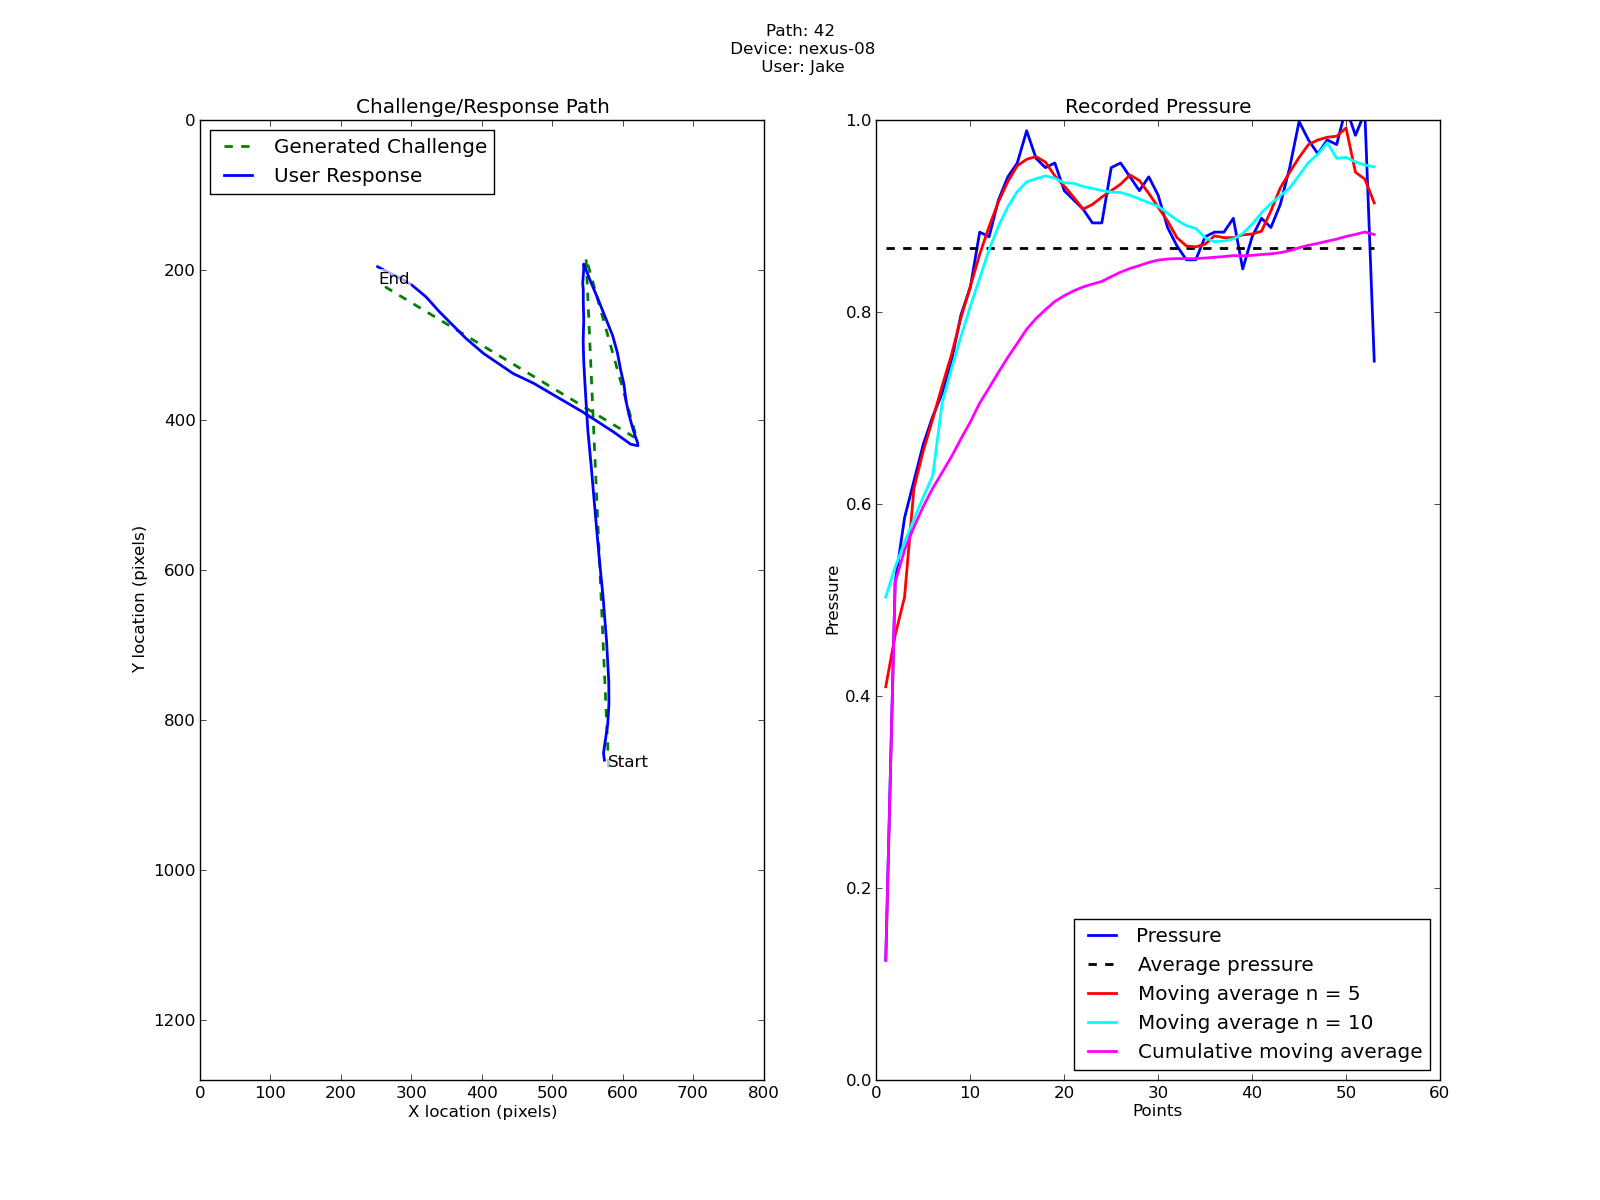 Path: 42
Device: nexus-08
User: Jake
Challenge/Response Path
Generated Challenge
User Response
End
Start
0
200
400
600
800
1000
1200
Y location (pixels)
0 100 200 300 400 500 600 700 800
X location (pixels)
Recorded Pressure
1.0
0.8
0.6
0.4
0.2
0.0
Pressure
Pressure
Average pressure
Moving average n = 5
Moving average n = 10
Cumulative moving average
0 10 20 30 40 50 60
Points